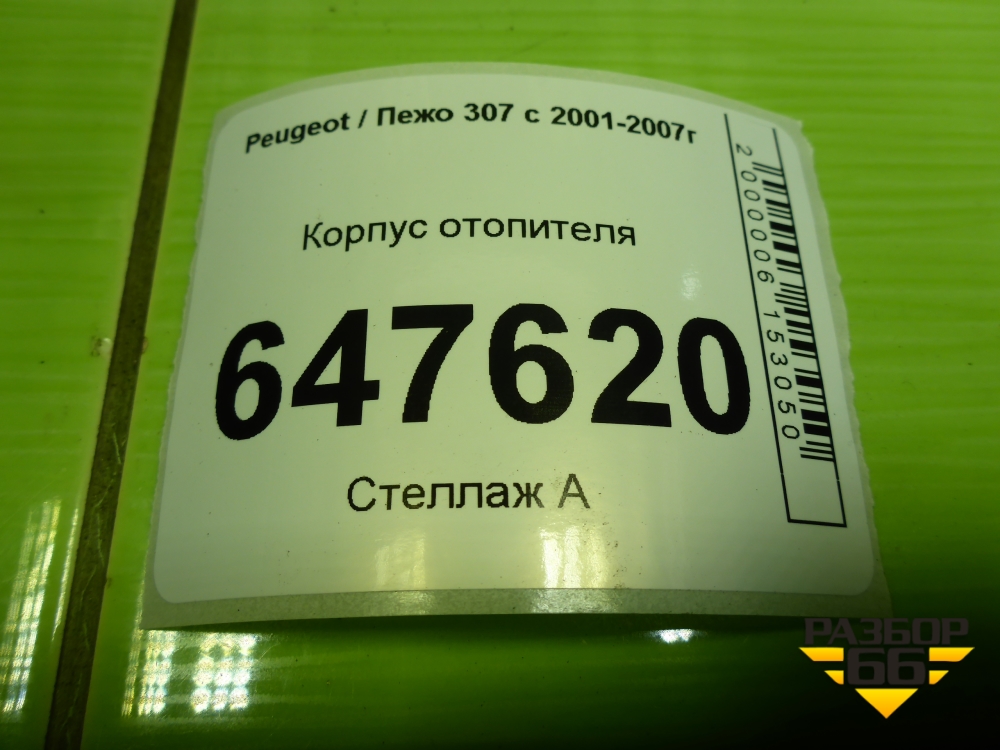 Peugeot / Пежо 307 с 2001-2007г
Корпус отопителя
647620
Стеллаж А
2000006153050
РАЗБОР
66